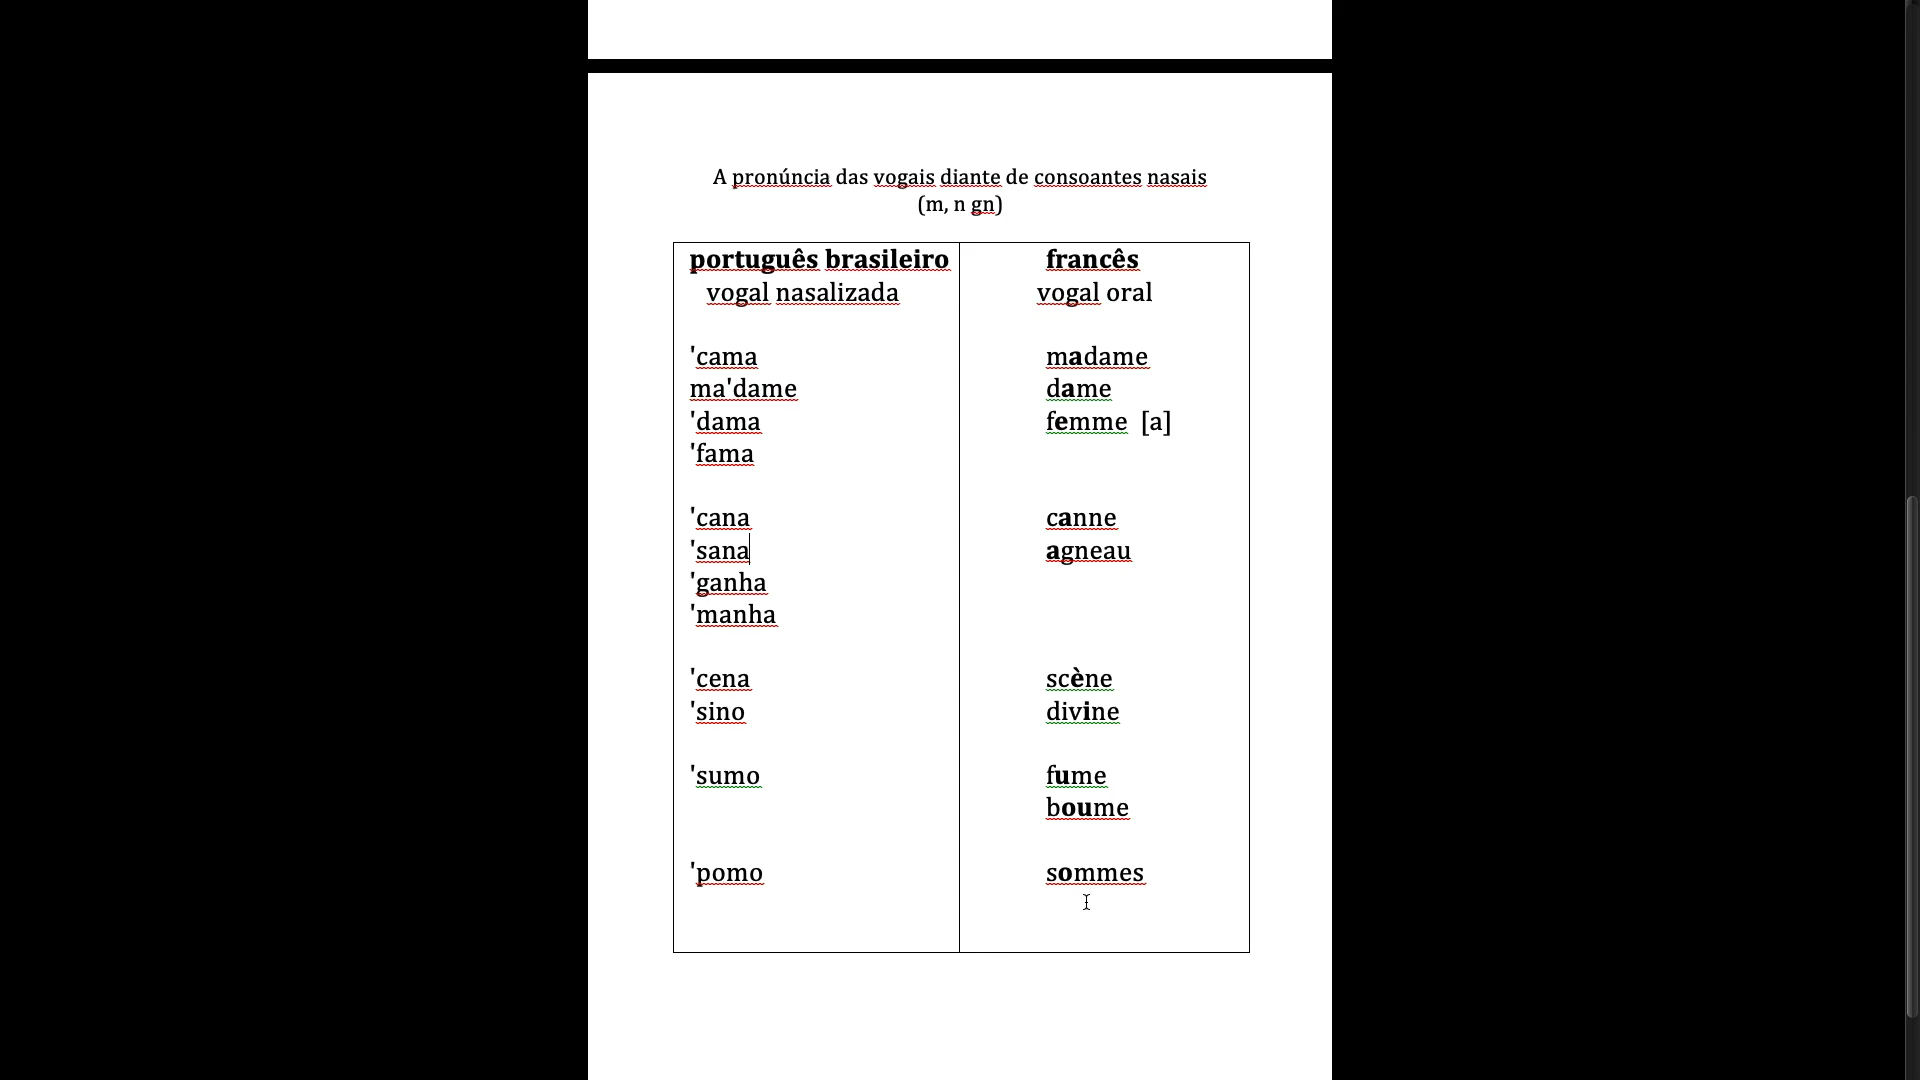 A pronúncia das vogais diante de consoantes nasais
(m, n gn)
português brasileiro
vogal nasalizada
'cama
ma'dame
'dama
'fama
'cana
'sana
'ganha
'manha
'cena
'sino
'sumo
'pomo
francês
vogal oral
madame
dame
femme [a]
canne
agneau
scène
divine
fume
boume
sommes